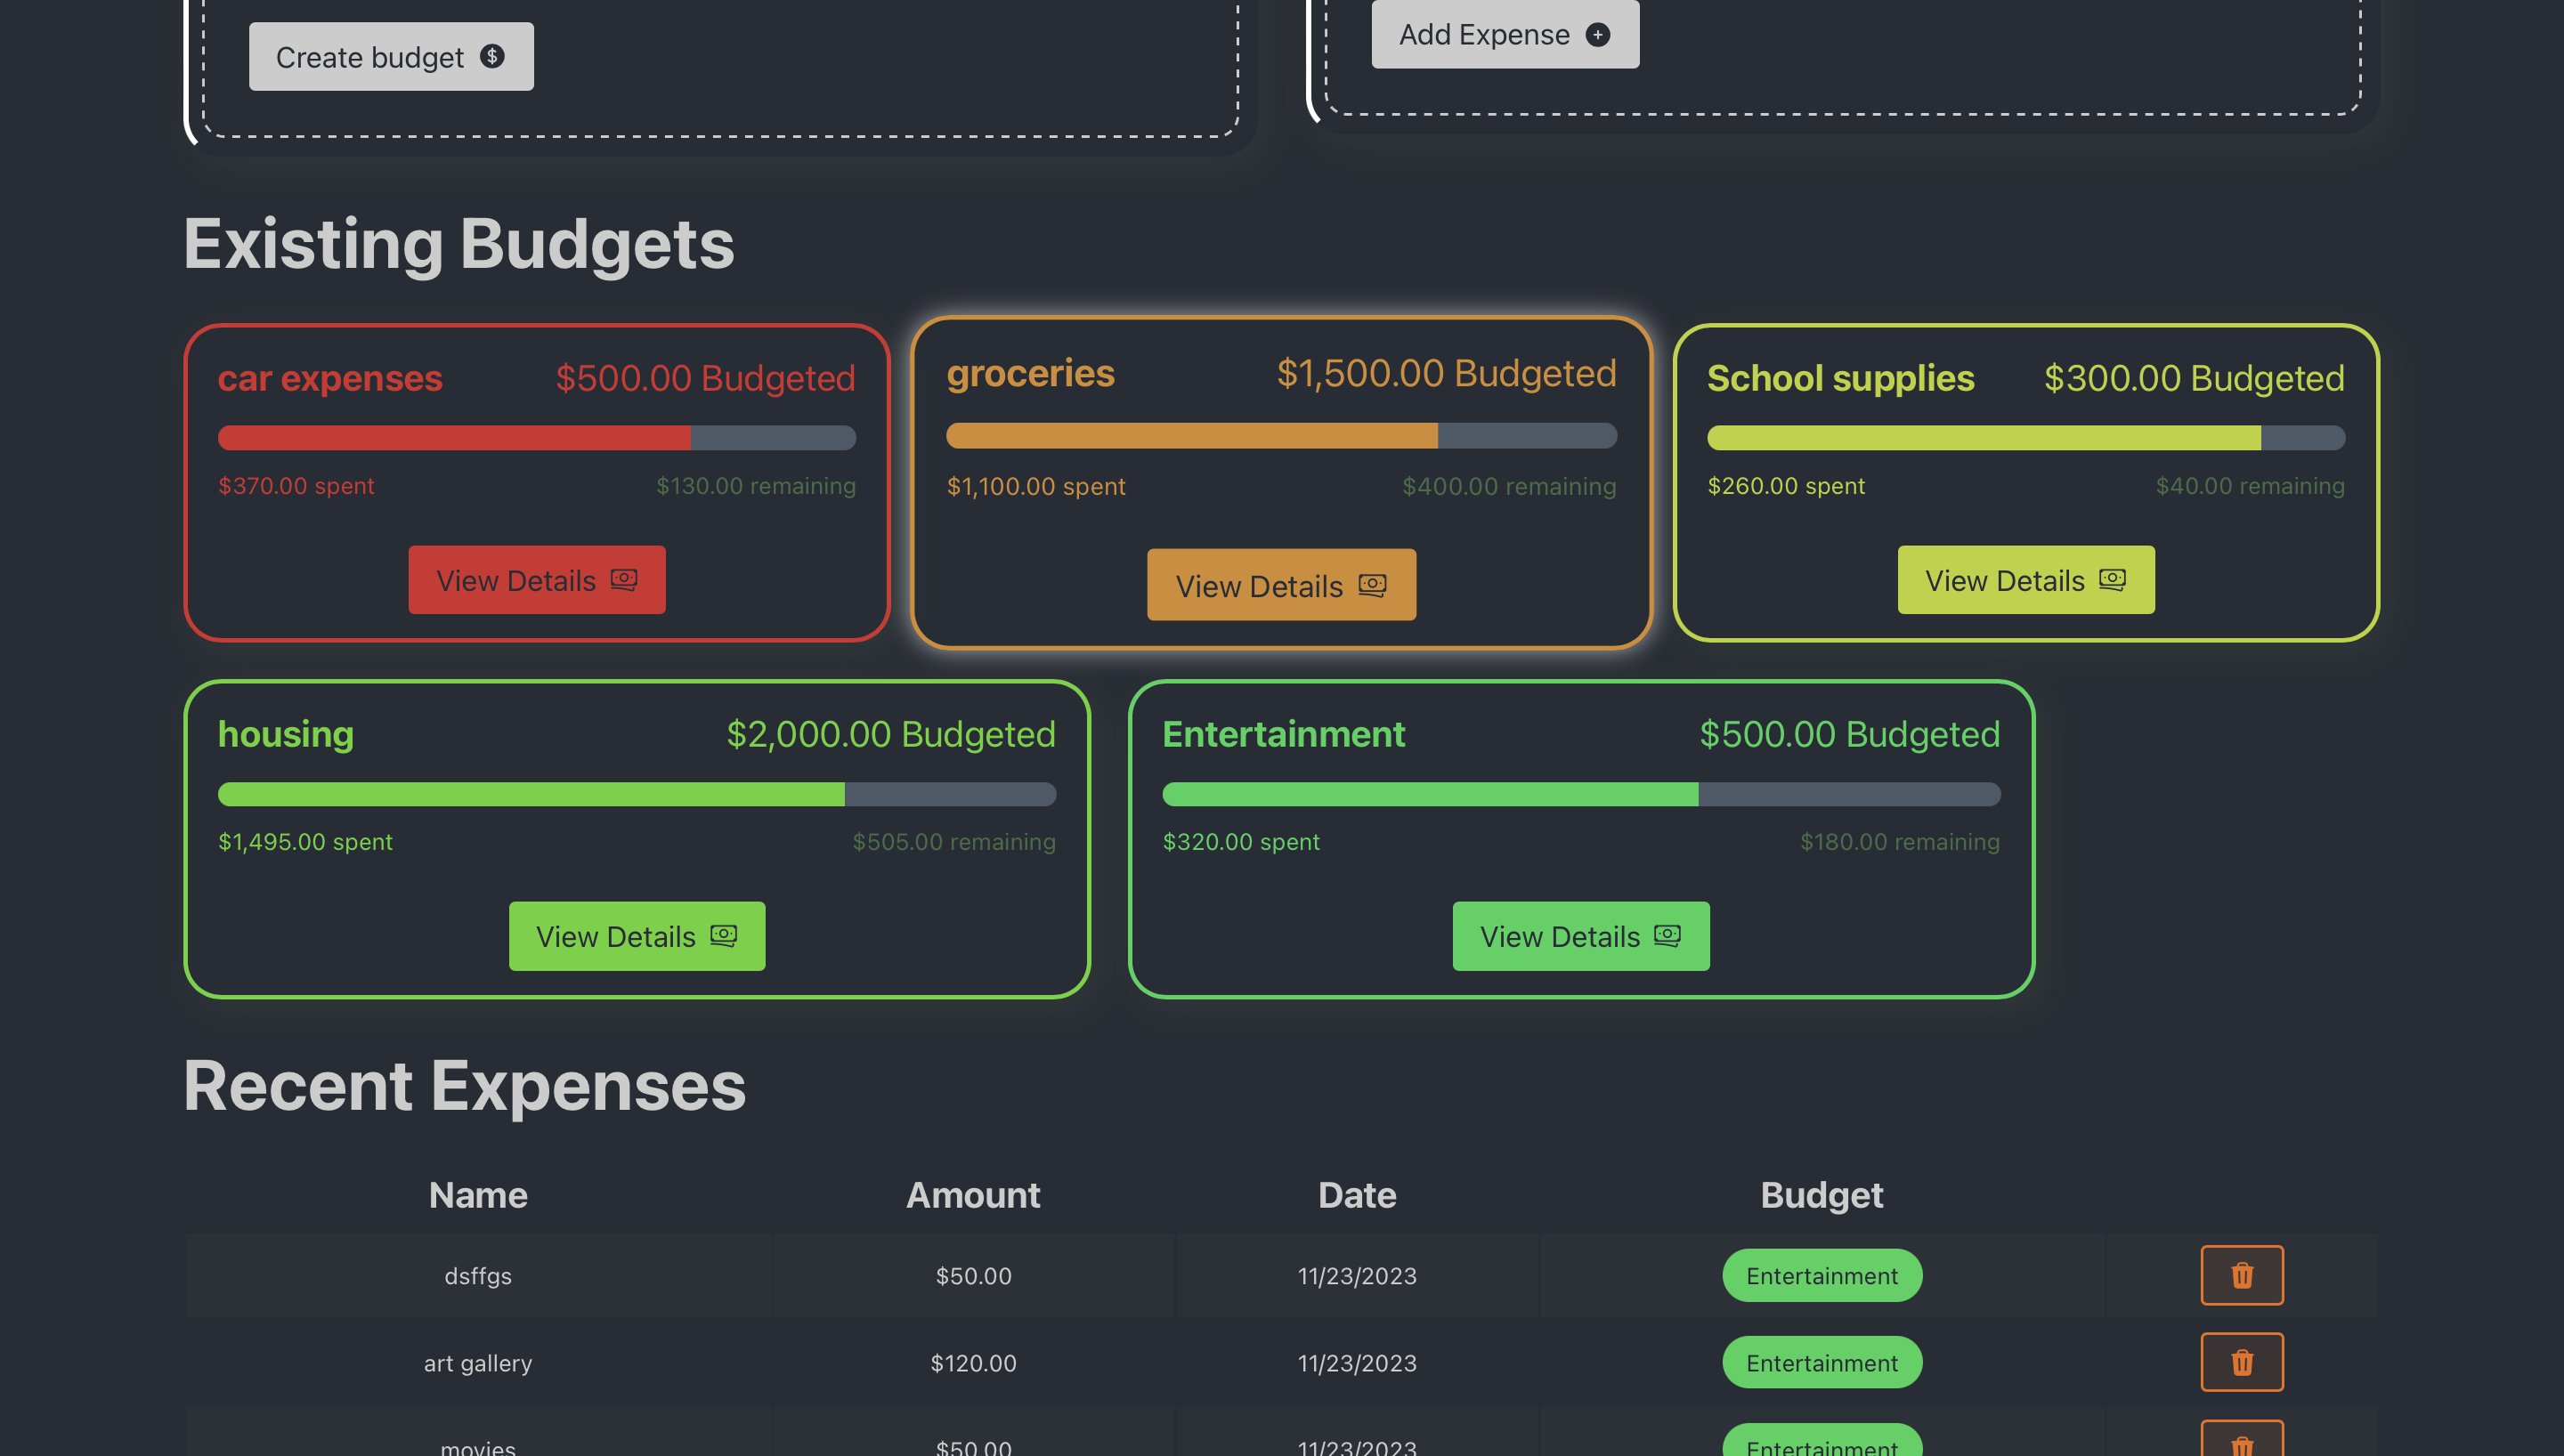 Create budget
Add Expense
Existing Budgets
car expenses $500.00 Budgeted
$370.00 spent $130.00 remaining
View Details
groceries $1,500.00 Budgeted
$1,100.00 spent $400.00 remaining
View Details
School supplies $300.00 Budgeted
$260.00 spent $40.00 remaining
View Details
housing $2,000.00 Budgeted
$1,495.00 spent $505.00 remaining
View Details
Entertainment $500.00 Budgeted
$320.00 spent $180.00 remaining
View Details
Recent Expenses
Name Amount Date Budget
dsffgs $50.00 11/23/2023 Entertainment
art gallery $120.00 11/23/2023 Entertainment
movies $50.00 11/23/2023 Entertainment